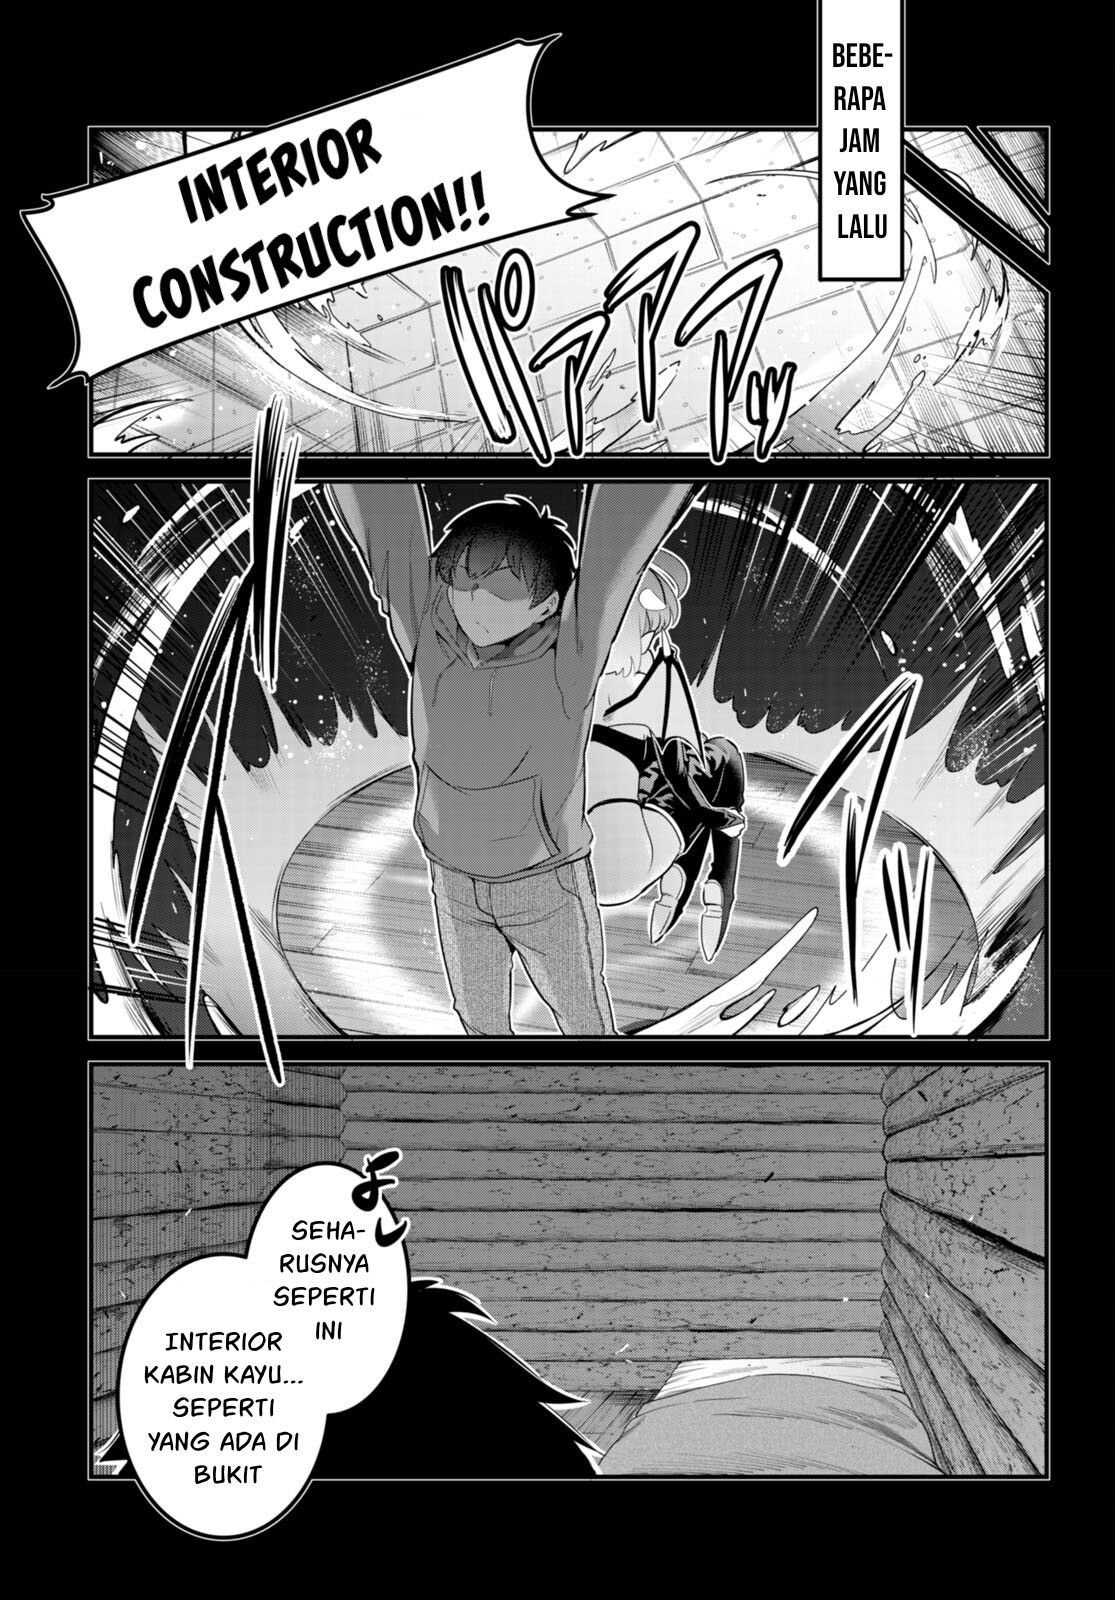 BEBE-
RAPA
JAM
YANG
LALU
INTERIOR
CONSTRUCTION!!
パァアアッ
よし
SEHA-
RUSNYA
SEPERTI
INI
INTERIOR
KABIN KAYU...
SEPERTI
YANG ADA DI
BUKIT